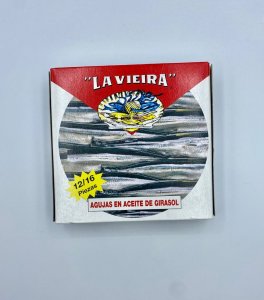 "LA VIEIRA"
12/16
Piezas
AGUJAS EN ACEITE DE GIRASOL